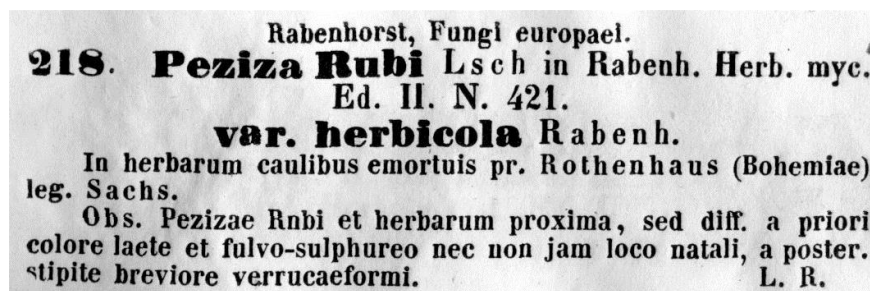 Rabenhorst, Fungi europaei.
218. Peziza Rubi Lsch in Rabenh. Herb. myc.
Ed. II. N. 421.
var. herbicola Rabenh.
In herbarum caulibus emortuis pr. Rothenhaus (Bohemiae)
leg. Sachs.
Obs. Pezizae Rnbi et herbarum proxima, sed diff. a priori
colore laete et fulvo-sulphureo nec non jam loco natali, a poster.
stipite breviore verrucaeformi. L. R.